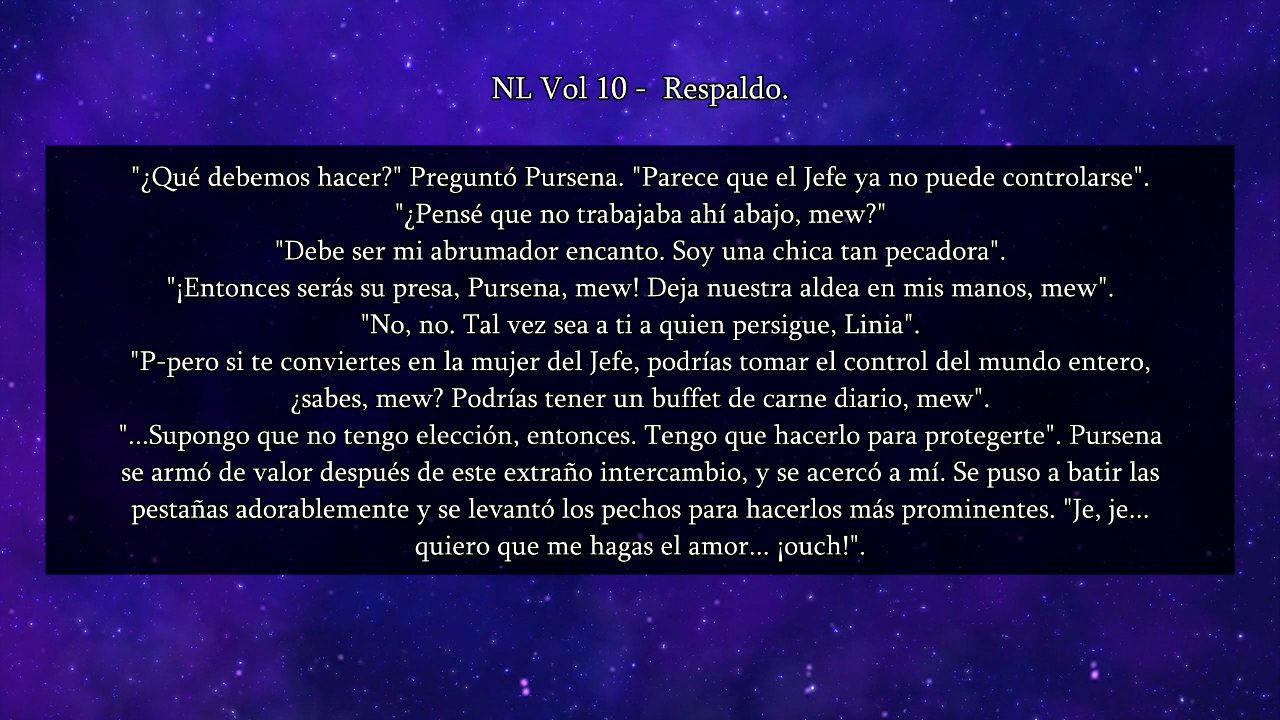 NL Vol 10 -  Respaldo.
"¿Qué debemos hacer?" Preguntó Pursena. "Parece que el Jefe ya no puede controlarse".
"¿Pensé que no trabajaba ahí abajo, mew?"
"Debe ser mi abrumador encanto. Soy una chica tan pecadora".
"¡Entonces serás su presa, Pursena, mew! Deja nuestra aldea en mis manos, mew".
"No, no. Tal vez sea a ti a quien persigue, Linia".
"P-pero si te conviertes en la mujer del Jefe, podrías tomar el control del mundo entero,
¿sabes, mew? Podrías tener un buffet de carne diario, mew".
"...Supongo que no tengo elección, entonces. Tengo que hacerlo para protegerte". Pursena
se armó de valor después de este extraño intercambio, y se acercó a mí. Se puso a batir las
pestañas adorablemente y se levantó los pechos para hacerlos más prominentes. "Je, je...
quiero que me hagas el amor... ¡ouch!".